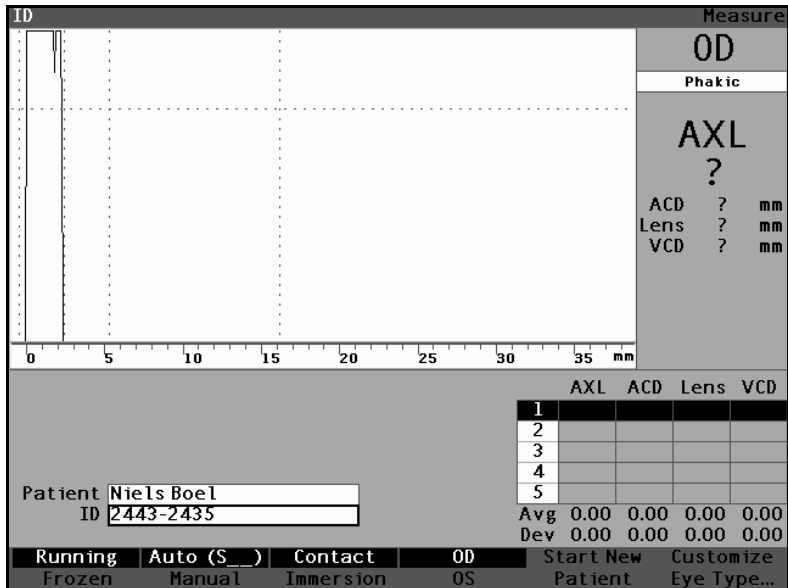 ID Measure
OD
Phakic
AXL
?
ACD ? mm
Lens ? mm
VCD ? mm
0 5 10 15 20 25 30 35 mm
AXL ACD Lens VCD
1
2
3
4
5
Patient Niels Boel
ID 2443-2435
Avg 0.00 0.00 0.00 0.00
Dev 0.00 0.00 0.00 0.00
Running Auto (S__) Contact OD Start New Customize
Frozen Manual Immersion OS Patient Eye Type...